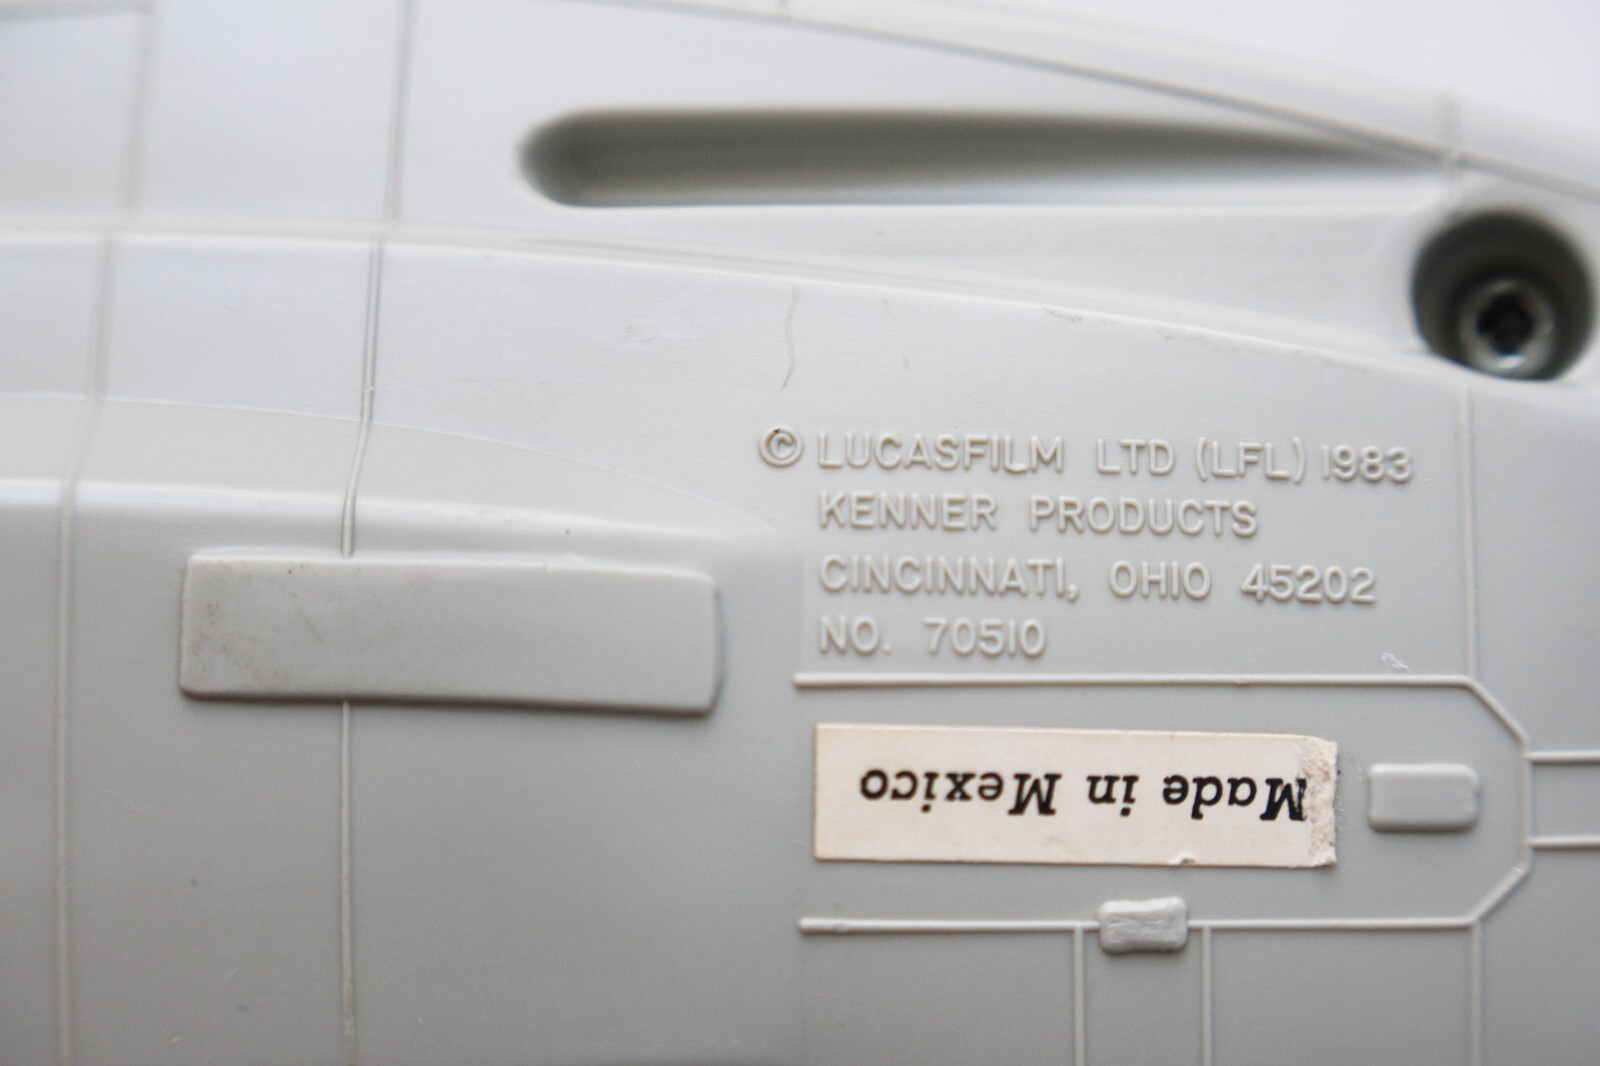 © LUCASFILM LTD (LFL) 1983
KENNER PRODUCTS
CINCINNATI, OHIO 45202
NO. 70510
Made in Mexico